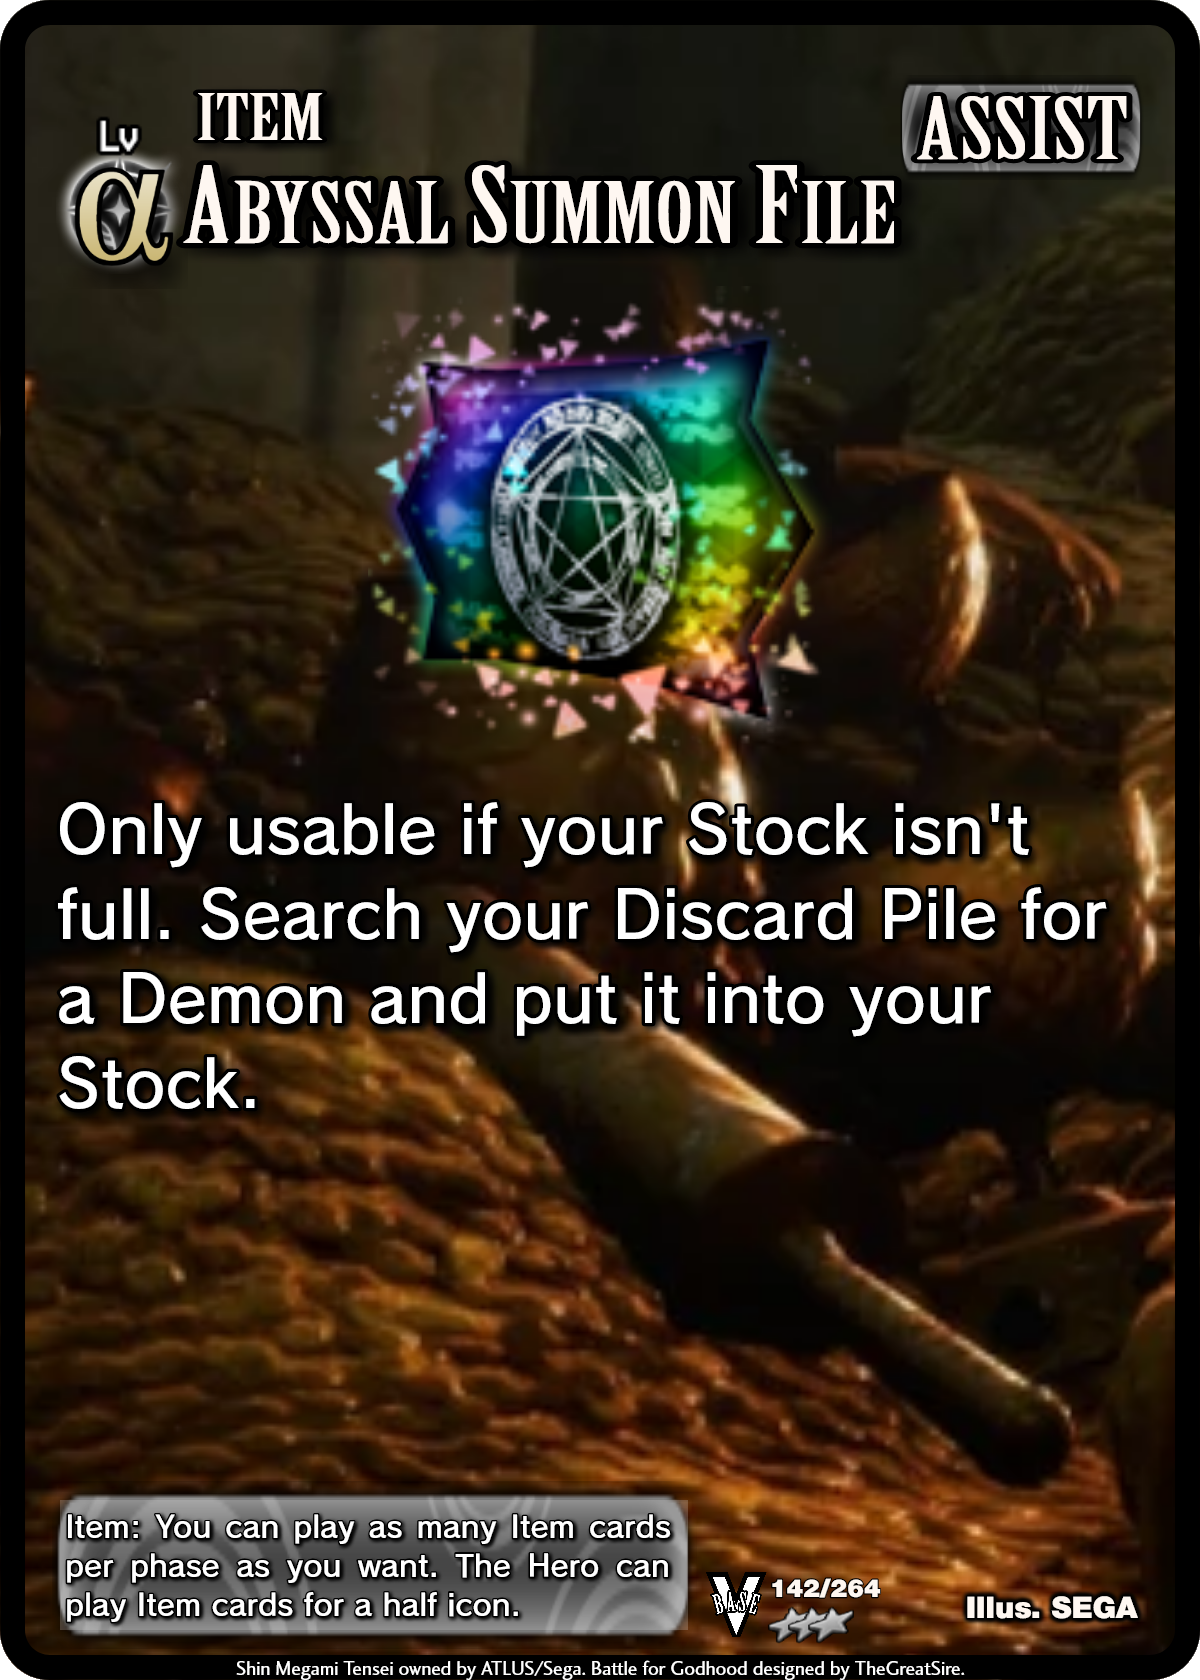 ITEM
ASSIST
Lv
α ABYSSAL SUMMON FILE
Only usable if your Stock isn't
full. Search your Discard Pile for
a Demon and put it into your
Stock.
Item: You can play as many Item cards
per phase as you want. The Hero can
play Item cards for a half icon.
V BASE
142/264
Illus. SEGA
Shin Megami Tensei owned by ATLUS/Sega. Battle for Godhood designed by TheGreatSire.